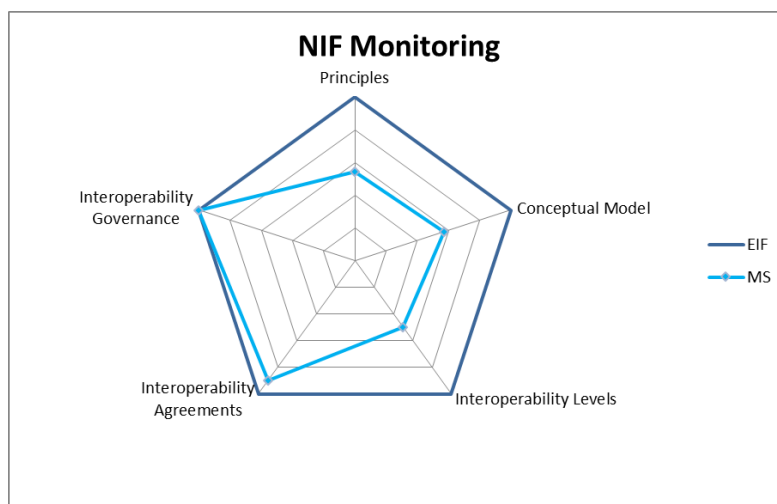 NIF Monitoring
Principles
Interoperability
Governance
Conceptual Model
EIF
MS
Interoperability
Agreements
Interoperability Levels